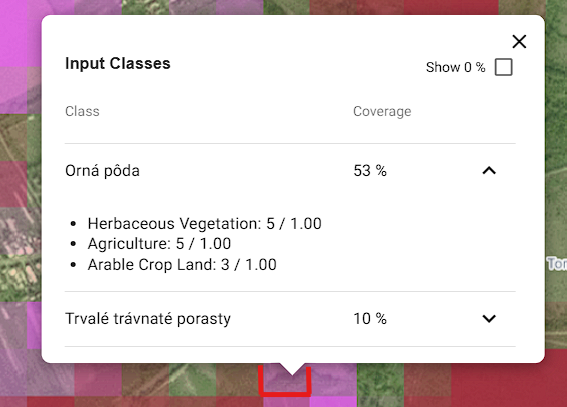 Input Classes
Show 0 %
Class Coverage
Orná pôda 53 %
Herbaceous Vegetation: 5 / 1.00
Agriculture: 5 / 1.00
Arable Crop Land: 3 / 1.00
Trvalé trávnaté porasty 10 %